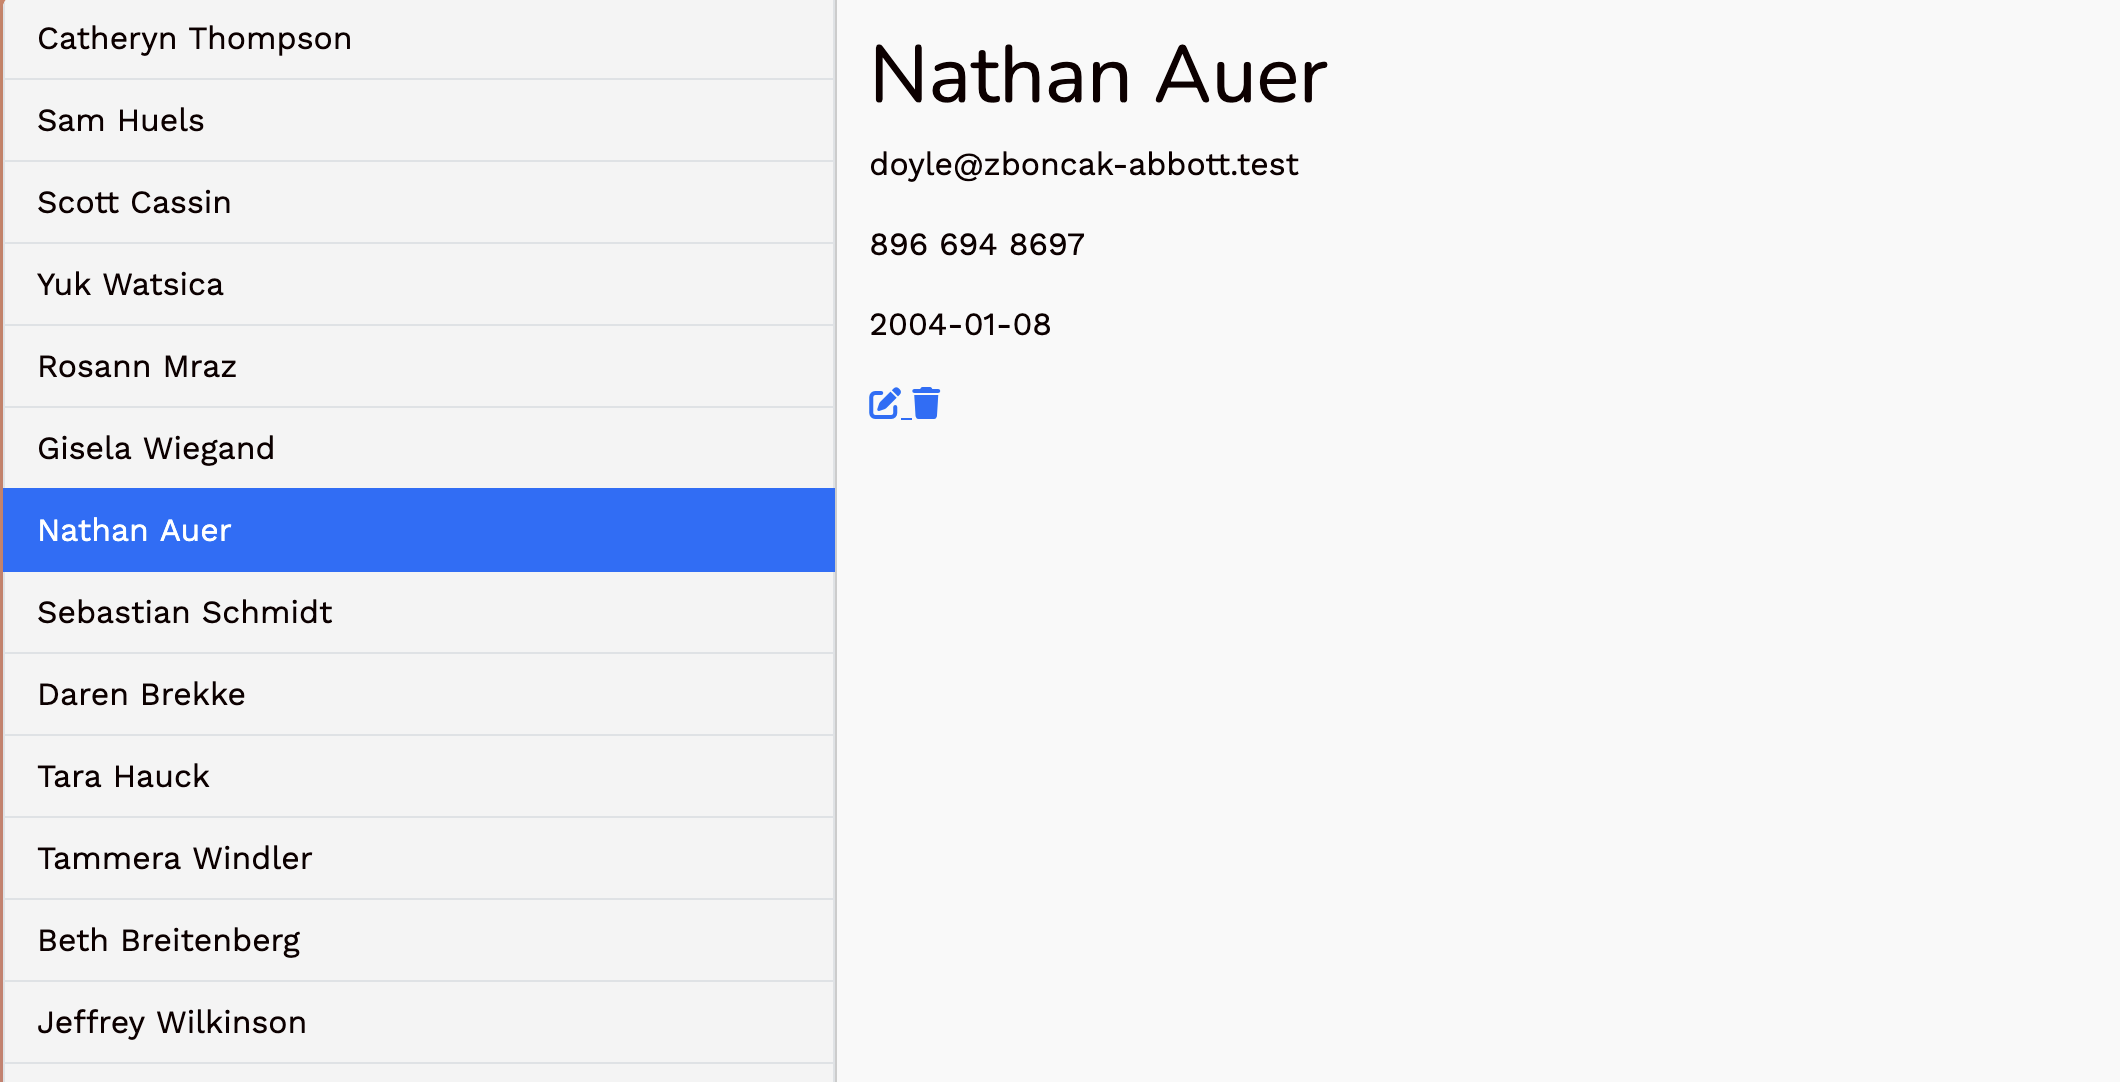 Catheryn Thompson
Sam Huels
Scott Cassin
Yuk Watsica
Rosann Mraz
Gisela Wiegand
Nathan Auer
Sebastian Schmidt
Daren Brekke
Tara Hauck
Tammera Windler
Beth Breitenberg
Jeffrey Wilkinson
Nathan Auer
doyle@zboncak-abbott.test
896 694 8697
2004-01-08